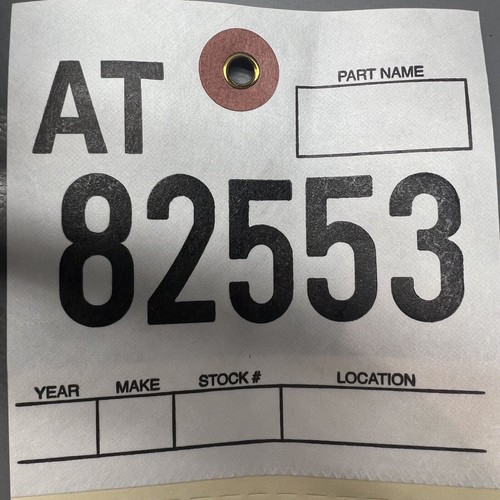 AT
PART NAME
82553
YEAR MAKE STOCK # LOCATION